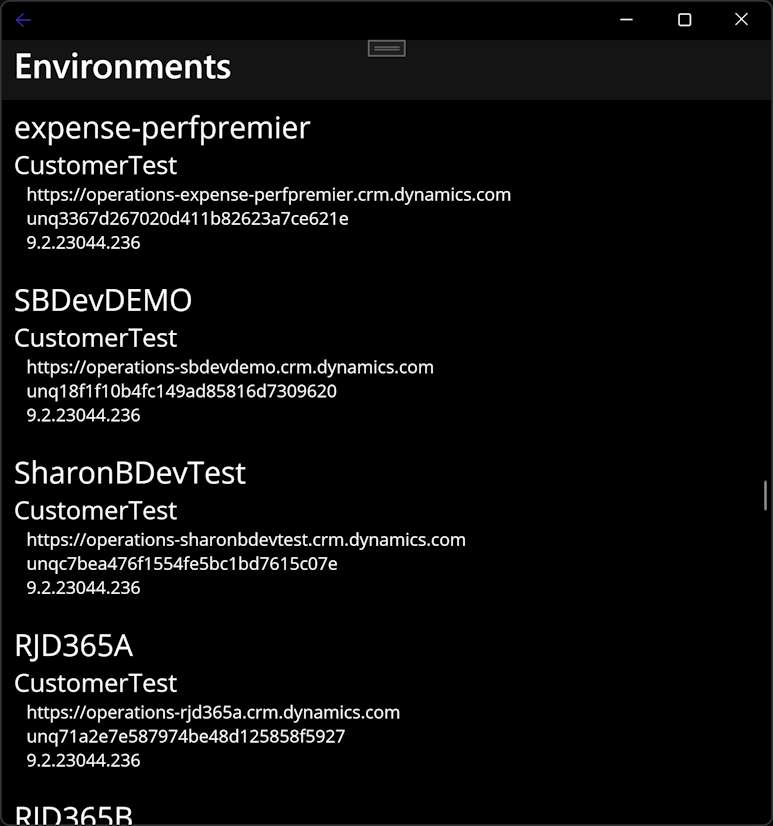 Environments
expense-perfpremier
CustomerTest
https://operations-expense-perfpremier.crm.dynamics.com
unq3367d267020d411b82623a7ce621e
9.2.23044.236
SBDevDEMO
CustomerTest
https://operations-sbdevdemo.crm.dynamics.com
unq18f1f10b4fc149ad85816d7309620
9.2.23044.236
SharonBDevTest
CustomerTest
https://operations-sharonbdevtest.crm.dynamics.com
unqc7bea476f1554fe5bc1bd7615c07e
9.2.23044.236
RJD365A
CustomerTest
https://operations-rjd365a.crm.dynamics.com
unq71a2e7e587974be48d125858f5927
9.2.23044.236
RJD365B